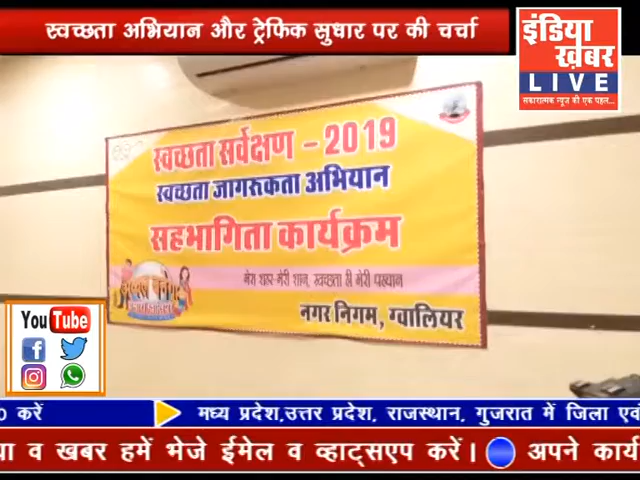 स्वच्छता अभियान और ट्रेफिक सुधार पर की चर्चा
इंडिया
ख़बर
LIVE
सकारात्मक न्यूज की एक पहल...
स्वच्छता सर्वेक्षण - 2019
स्वच्छता जागरूकता अभियान
सहभागिता कार्यक्रम
मेरा शहर-मेरी शान, स्वच्छता ही मेरी पहचान
नगर निगम, ग्वालियर
You Tube
करें
मध्य प्रदेश,उत्तर प्रदेश, राजस्थान, गुजरात में जिला एवं
व खबर हमें भेजे ईमेल व व्हाट्सएप करें। अपने कार्य